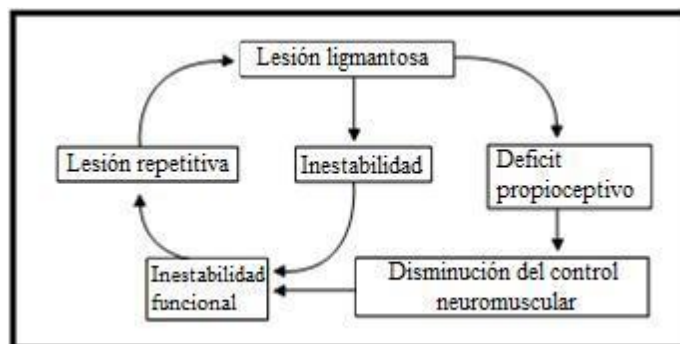 Lesión ligmantosa
Lesión repetitiva
Inestabilidad
Deficit
propioceptivo
Inestabilidad
funcional
Disminución del control
neuromuscular